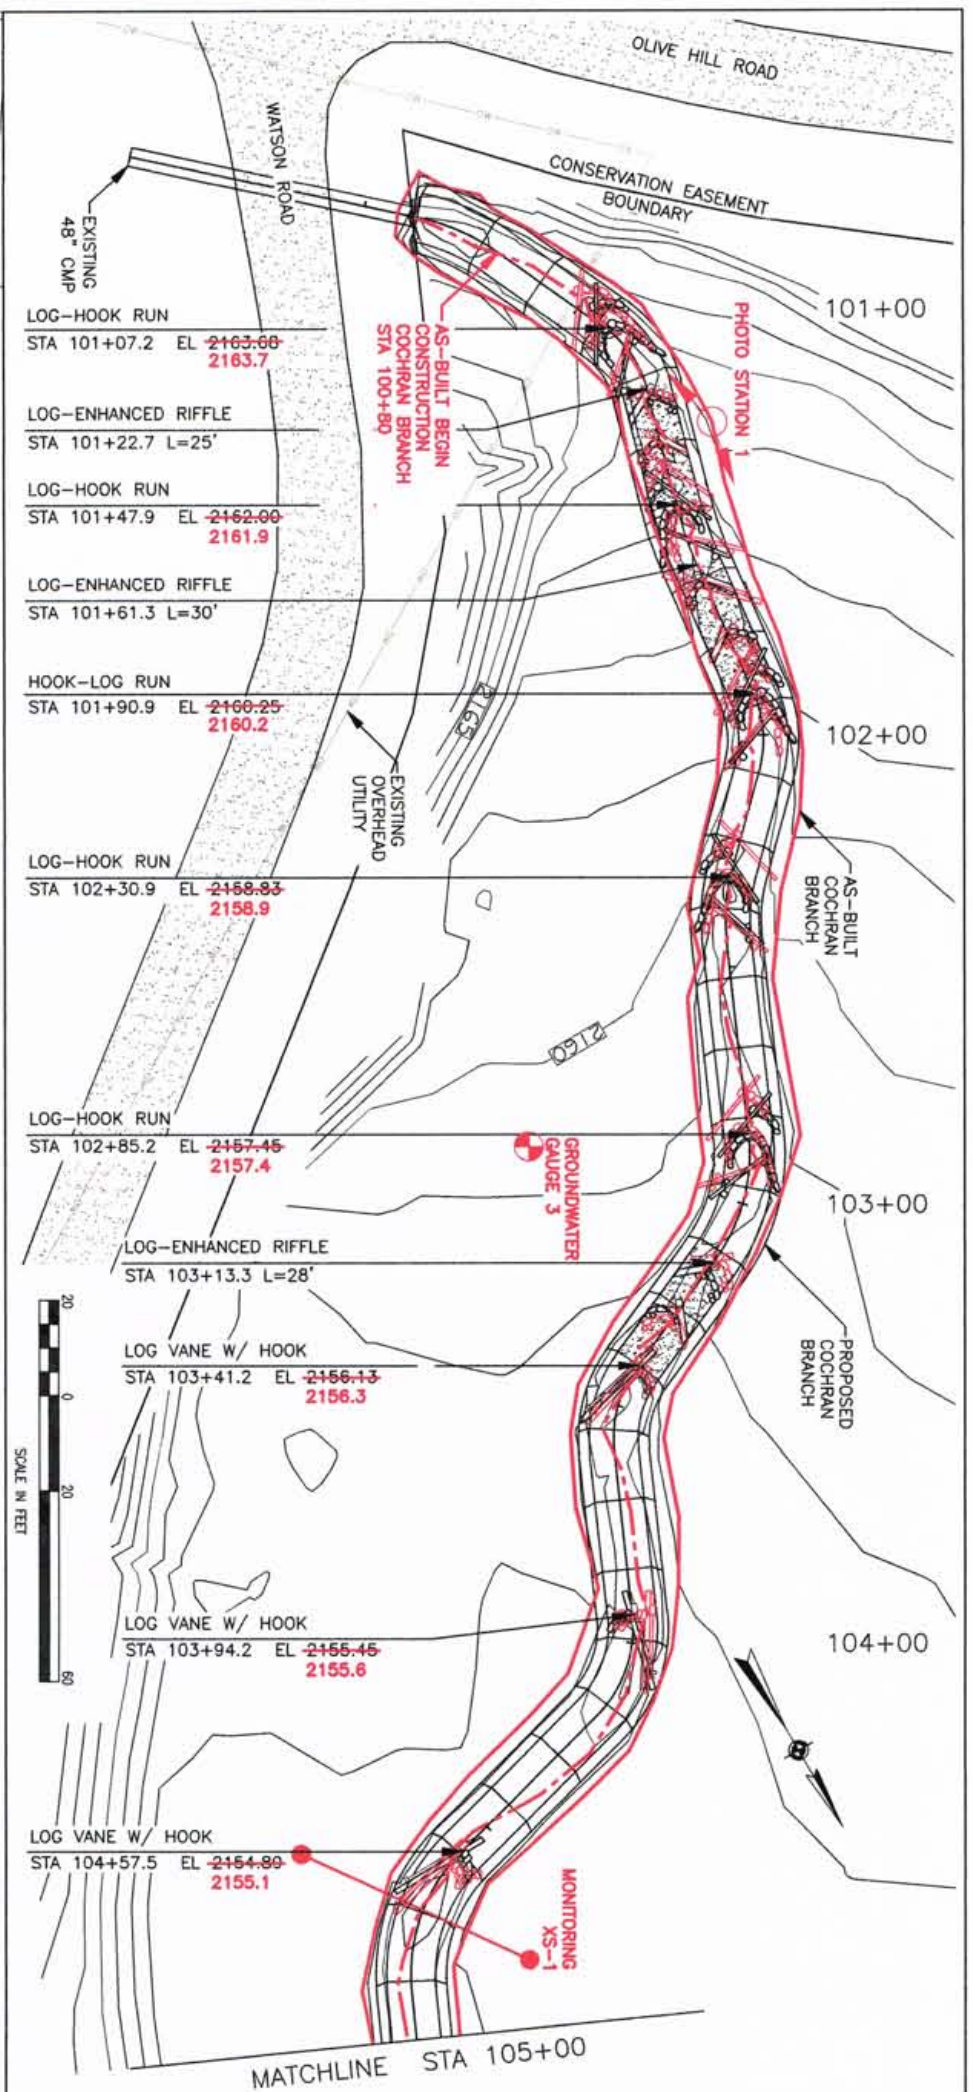 OLIVE HILL ROAD
WATSON ROAD
CONSERVATION EASEMENT
BOUNDARY
EXISTING
48" CMP
101+00
PHOTO STATION 1
AS-BUILT BEGIN
CONSTRUCTION
COCHRAN BRANCH
STA 100+80
LOG-HOOK RUN
STA 101+07.2 EL 2163.68
2163.7
LOG-ENHANCED RIFFLE
STA 101+22.7 L=25'
LOG-HOOK RUN
STA 101+47.9 EL 2162.00
2161.9
LOG-ENHANCED RIFFLE
STA 101+61.3 L=30'
HOOK-LOG RUN
STA 101+90.9 EL 2160.25
2160.2
2165
102+00
EXISTING
OVERHEAD
UTILITY
AS-BUILT
COCHRAN
BRANCH
LOG-HOOK RUN
STA 102+30.9 EL 2158.83
2158.9
2160
LOG-HOOK RUN
STA 102+85.2 EL 2157.45
2157.4
GROUNDWATER
GAUGE 3
103+00
LOG-ENHANCED RIFFLE
STA 103+13.3 L=28'
PROPOSED
COCHRAN
BRANCH
LOG VANE W/ HOOK
STA 103+41.2 EL 2156.13
2156.3
20 0 20 60
SCALE IN FEET
LOG VANE W/ HOOK
STA 103+94.2 EL 2155.45
2155.6
104+00
LOG VANE W/ HOOK
STA 104+57.5 EL 2154.89
2155.1
MONITORING
XS-1
MATCHLINE STA 105+00